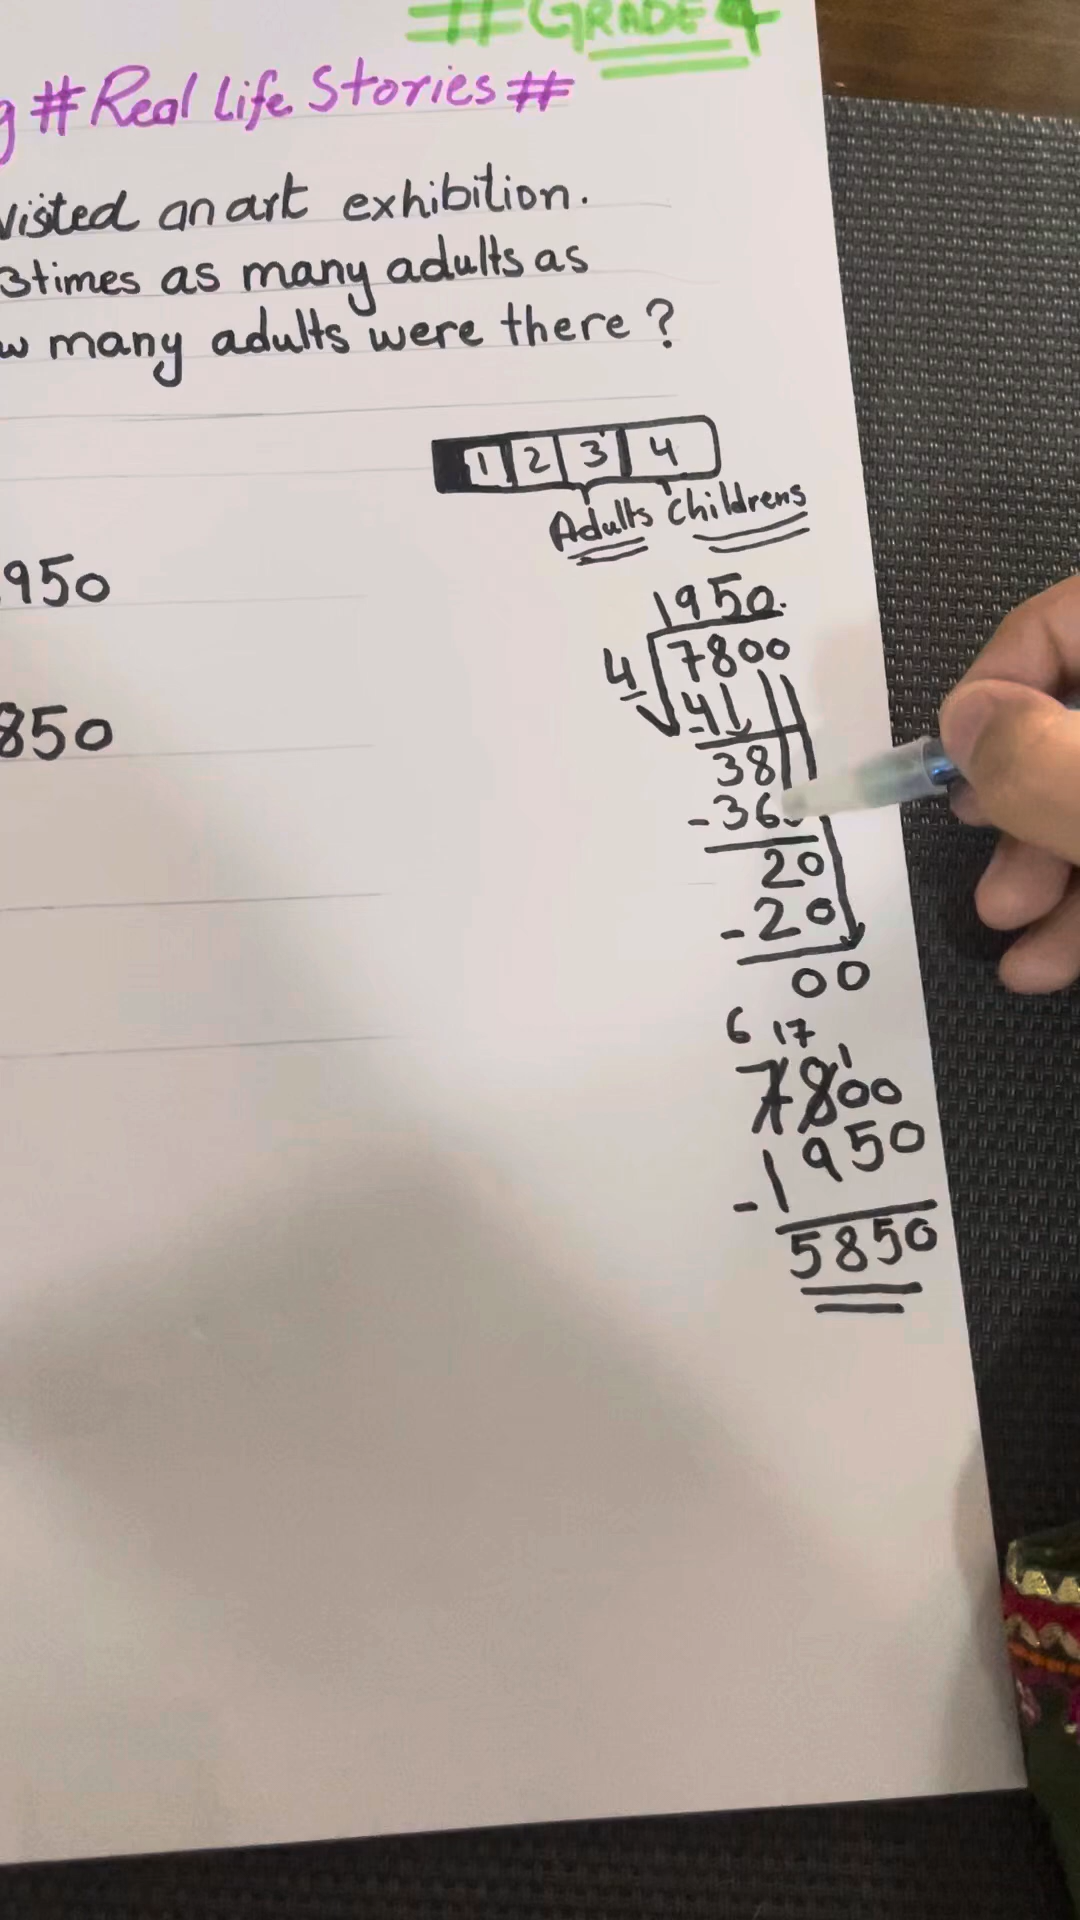 #GRADE 4
#Real Life Stories#
visited an art exhibition.
3times as many adults as
many adults were there?
1 2 3 4
Adults Childrens
950
1950.
4 7800
850
4
38
-36
20
-20
00
6 17
1
7800
-1950
5850